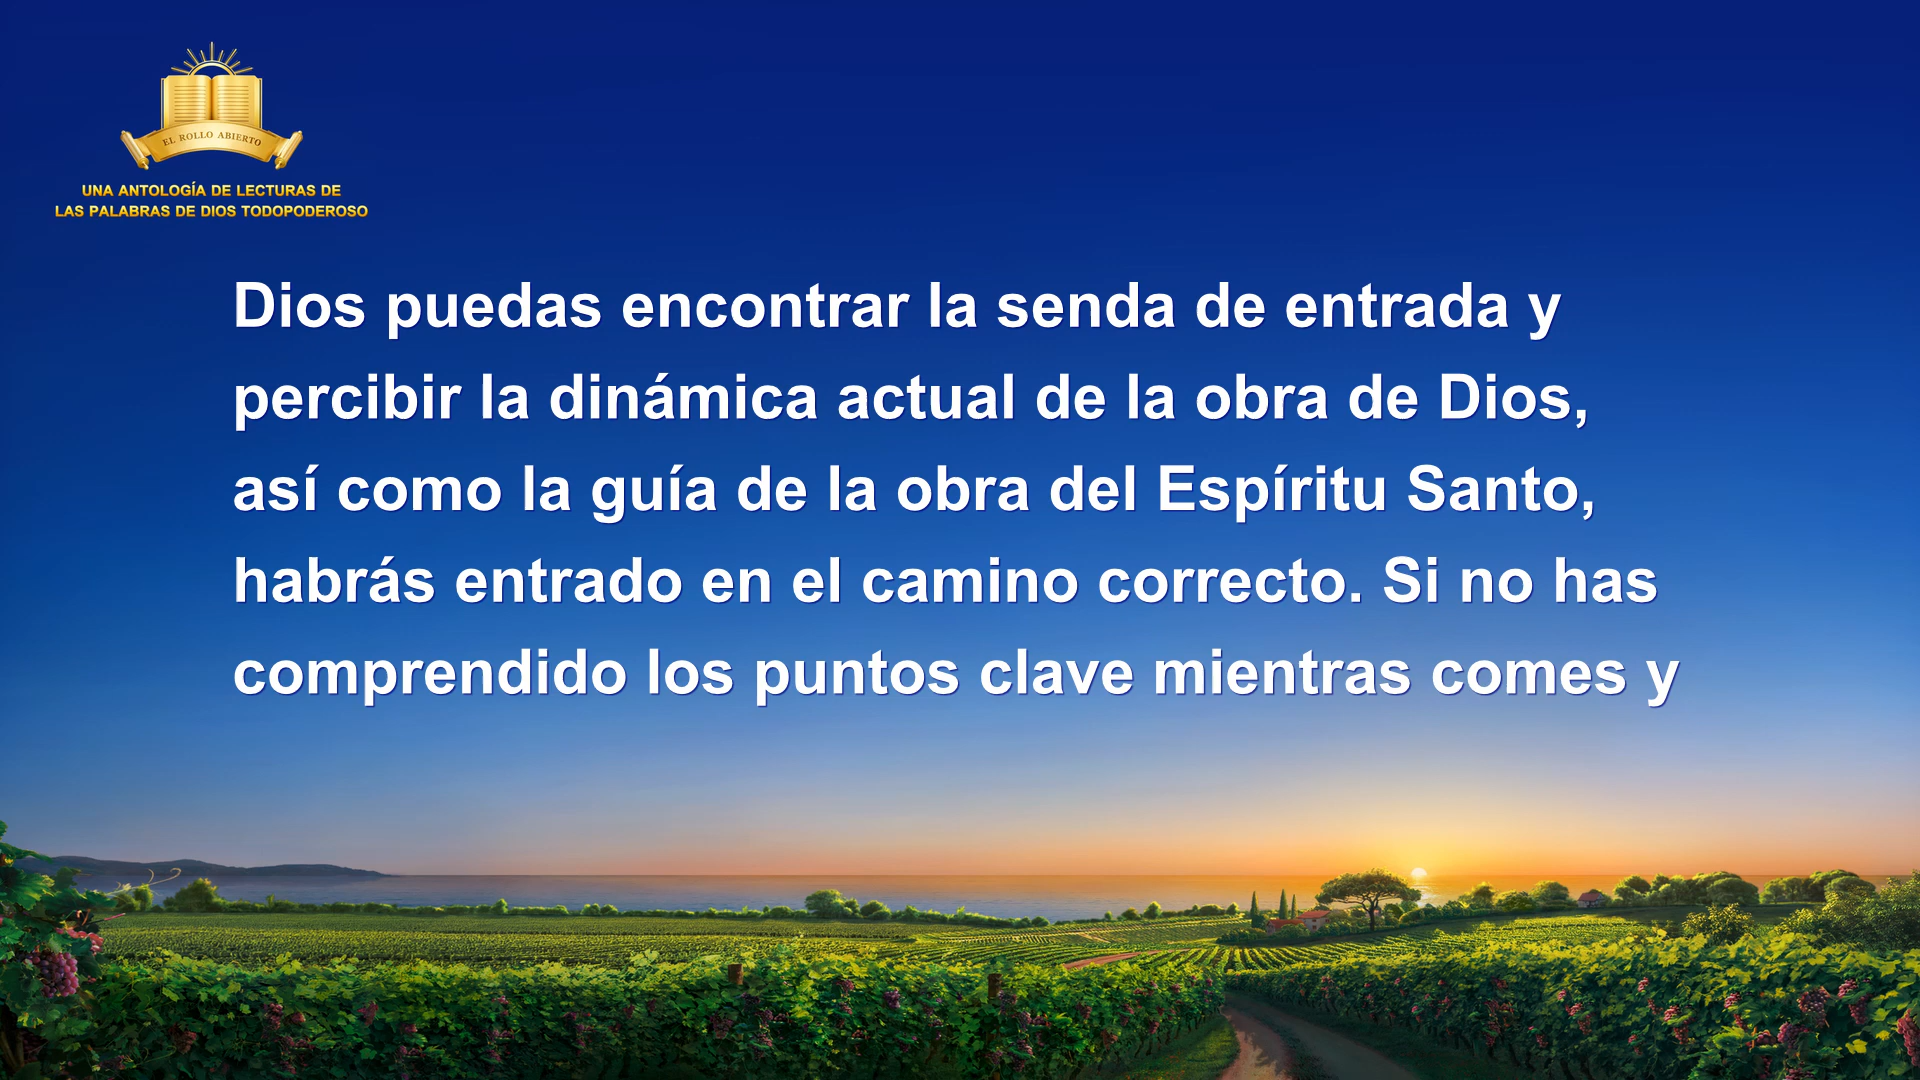 EL ROLLO ABIERTO
UNA ANTOLOGÍA DE LECTURAS DE
LAS PALABRAS DE DIOS TODOPODEROSO
Dios puedas encontrar la senda de entrada y
percibir la dinámica actual de la obra de Dios,
así como la guía de la obra del Espíritu Santo,
habrás entrado en el camino correcto. Si no has
comprendido los puntos clave mientras comes y